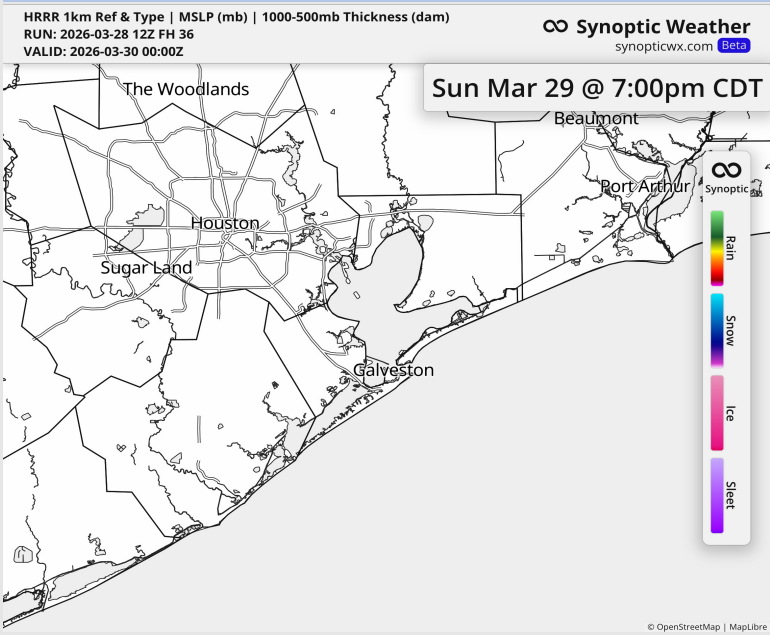 HRRR 1km Ref & Type | MSLP (mb) | 1000-500mb Thickness (dam)
RUN: 2026-03-28 12Z FH 36
VALID: 2026-03-30 00:00Z
Synoptic Weather
synopticwx.com Beta
Sun Mar 29 @ 7:00pm CDT
The Woodlands
Beaumont
Port Arthur
Synoptic
Houston
Rain
Sugar Land
Snow
Galveston
Ice
Sleet
© OpenStreetMap | MapLibre